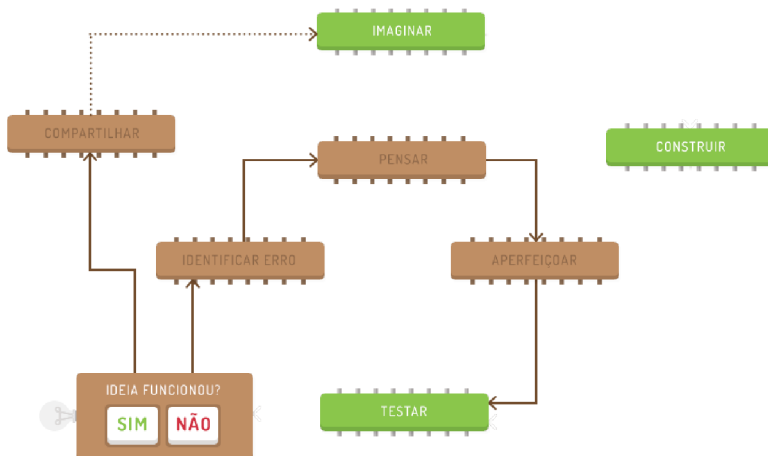 IMAGINAR
COMPARTILHAR
PENSAR
CONSTRUIR
IDENTIFICAR ERRO
APERFEIÇOAR
IDEIA FUNCIONOU?
SIM NÃO
TESTAR